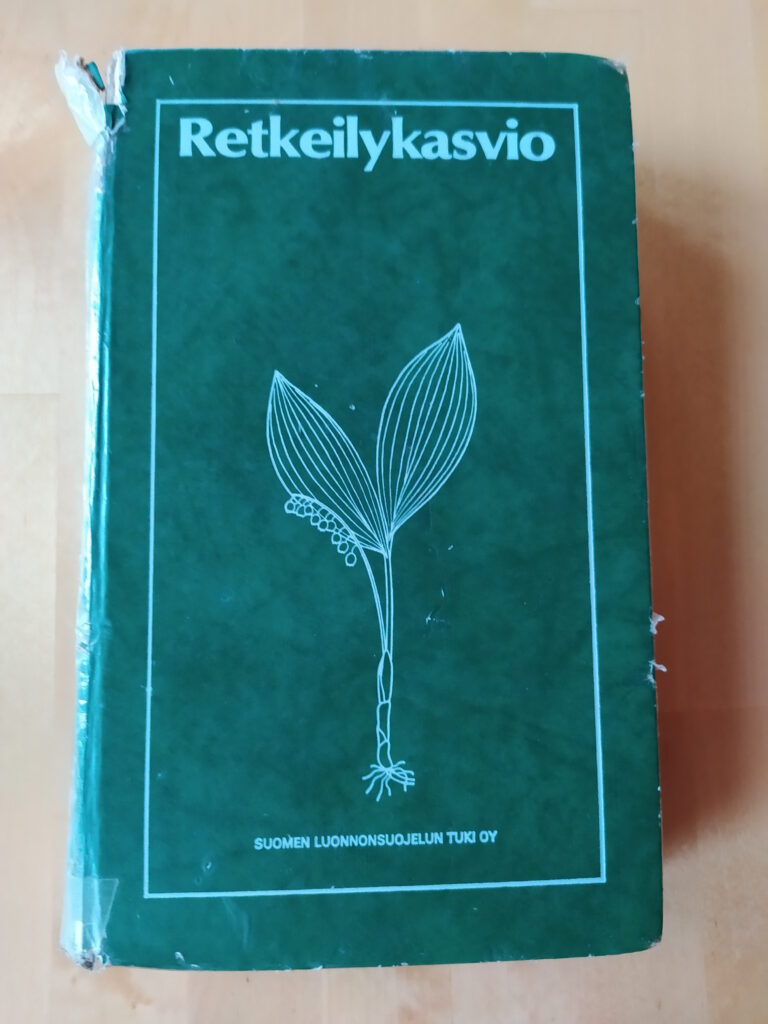 Retkeilykasvio
SUOMEN LUONNONSUOJELUN TUKI OY